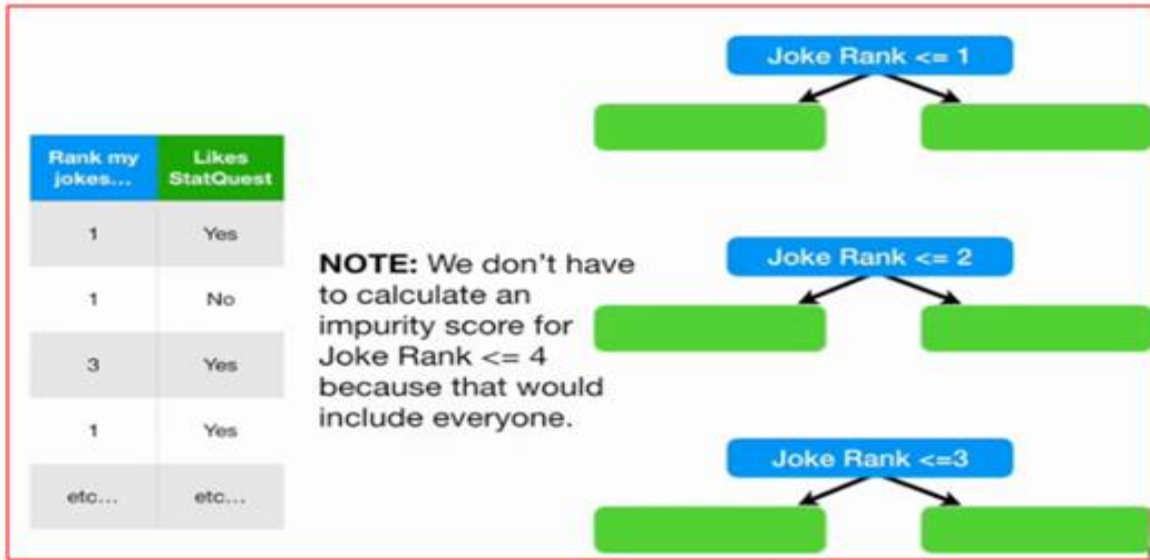 Rank my jokes...
Likes StatQuest
1 Yes
1 No
3 Yes
1 Yes
etc... etc...
NOTE: We don't have
to calculate an
impurity score for
Joke Rank <= 4
because that would
include everyone.
Joke Rank <= 1
Joke Rank <= 2
Joke Rank <=3